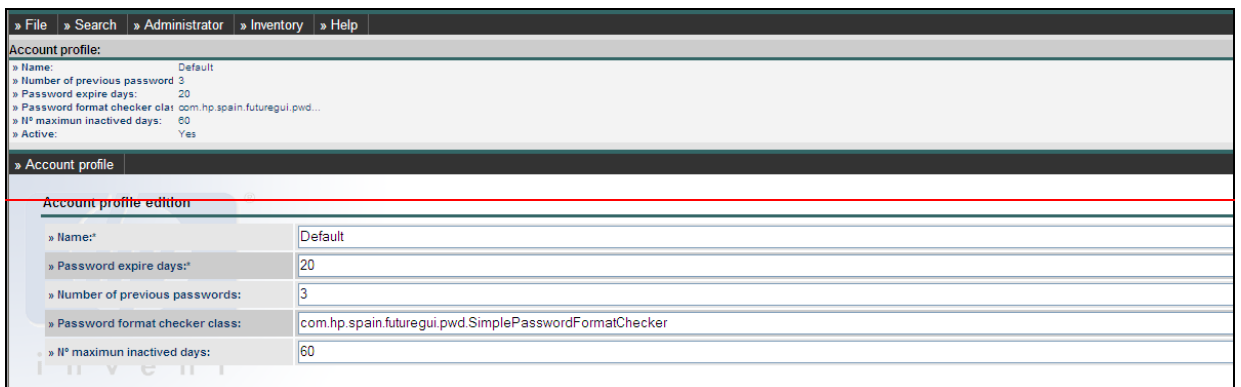 » File » Search » Administrator » Inventory » Help
Account profile:
» Name: Default
» Number of previous password 3
» Password expire days: 20
» Password format checker clas com.hp.spain.futuregui.pwd...
» Nº maximun inactived days: 60
» Active: Yes
» Account profile
Account profile edition
» Name:* Default
» Password expire days:* 20
» Number of previous passwords: 3
» Password format checker class: com.hp.spain.futuregui.pwd.SimplePasswordFormatChecker
» Nº maximun inactived days: 60
invent